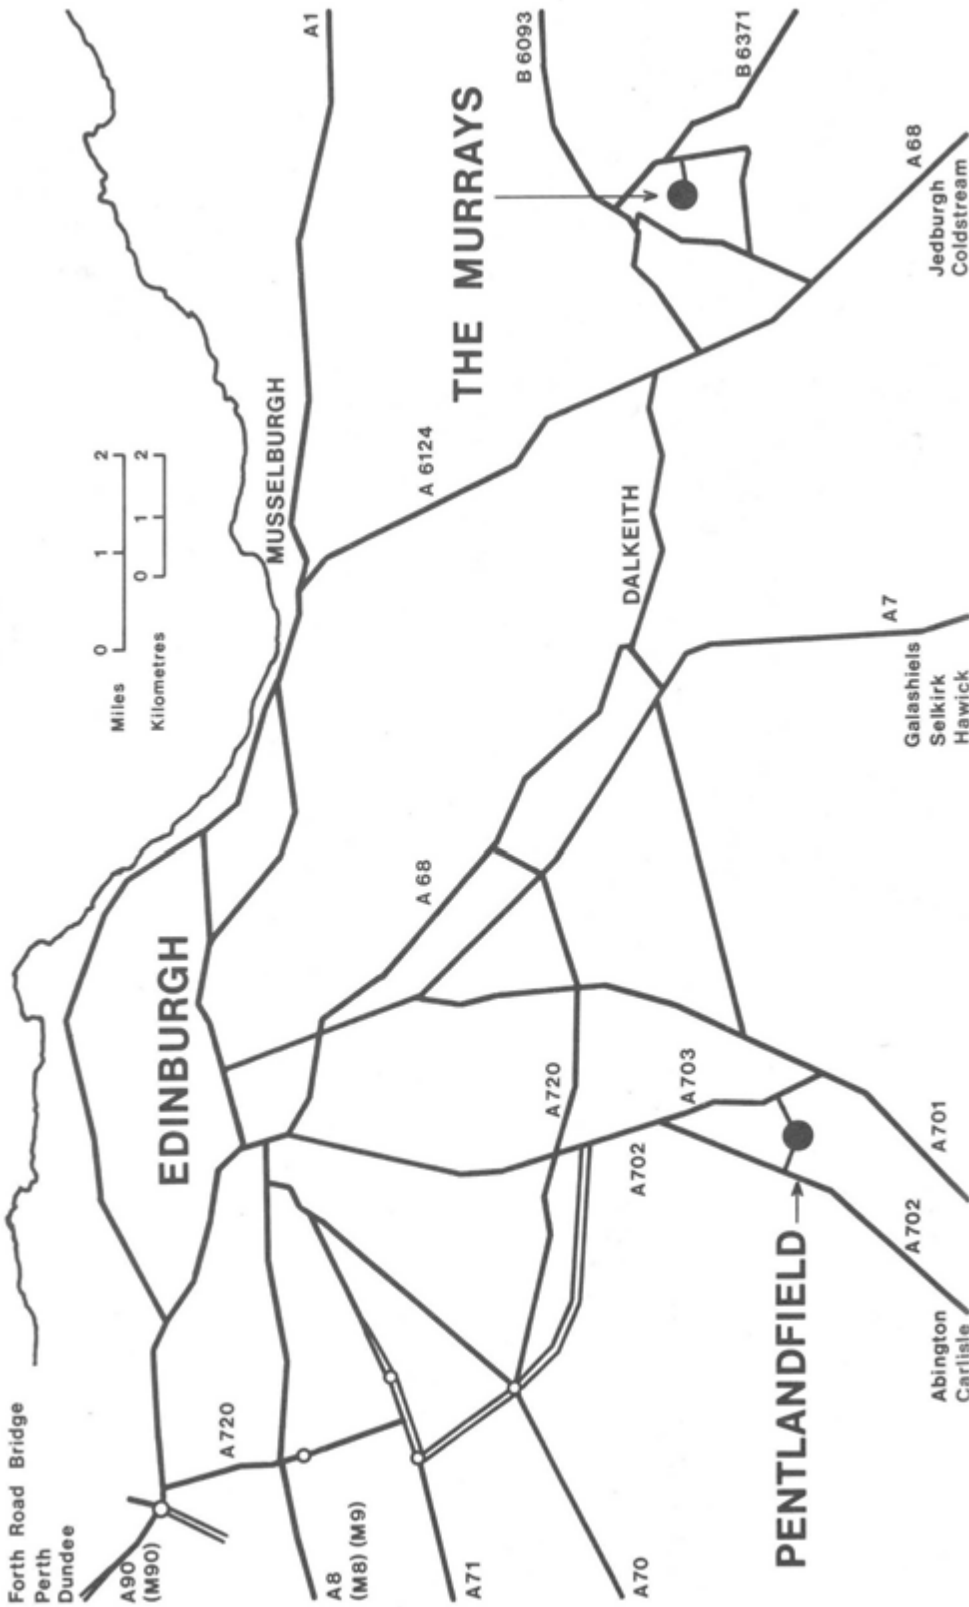 Forth Road Bridge
Perth
Dundee
A90
(M90)
A720
A8
(M8) (M9)
A71
A70
EDINBURGH
Miles
0 1 2
Kilometres
0 1 2
MUSSELBURGH
A1
A 6124
A 68
DALKEITH
THE MURRAYS
B 6093
B 6371
A68
Jedburgh
Coldstream
A7
Galashiels
Selkirk
Hawick
A720
A703
A702
A701
A702
PENTLANDFIELD
Abington
Carlisle